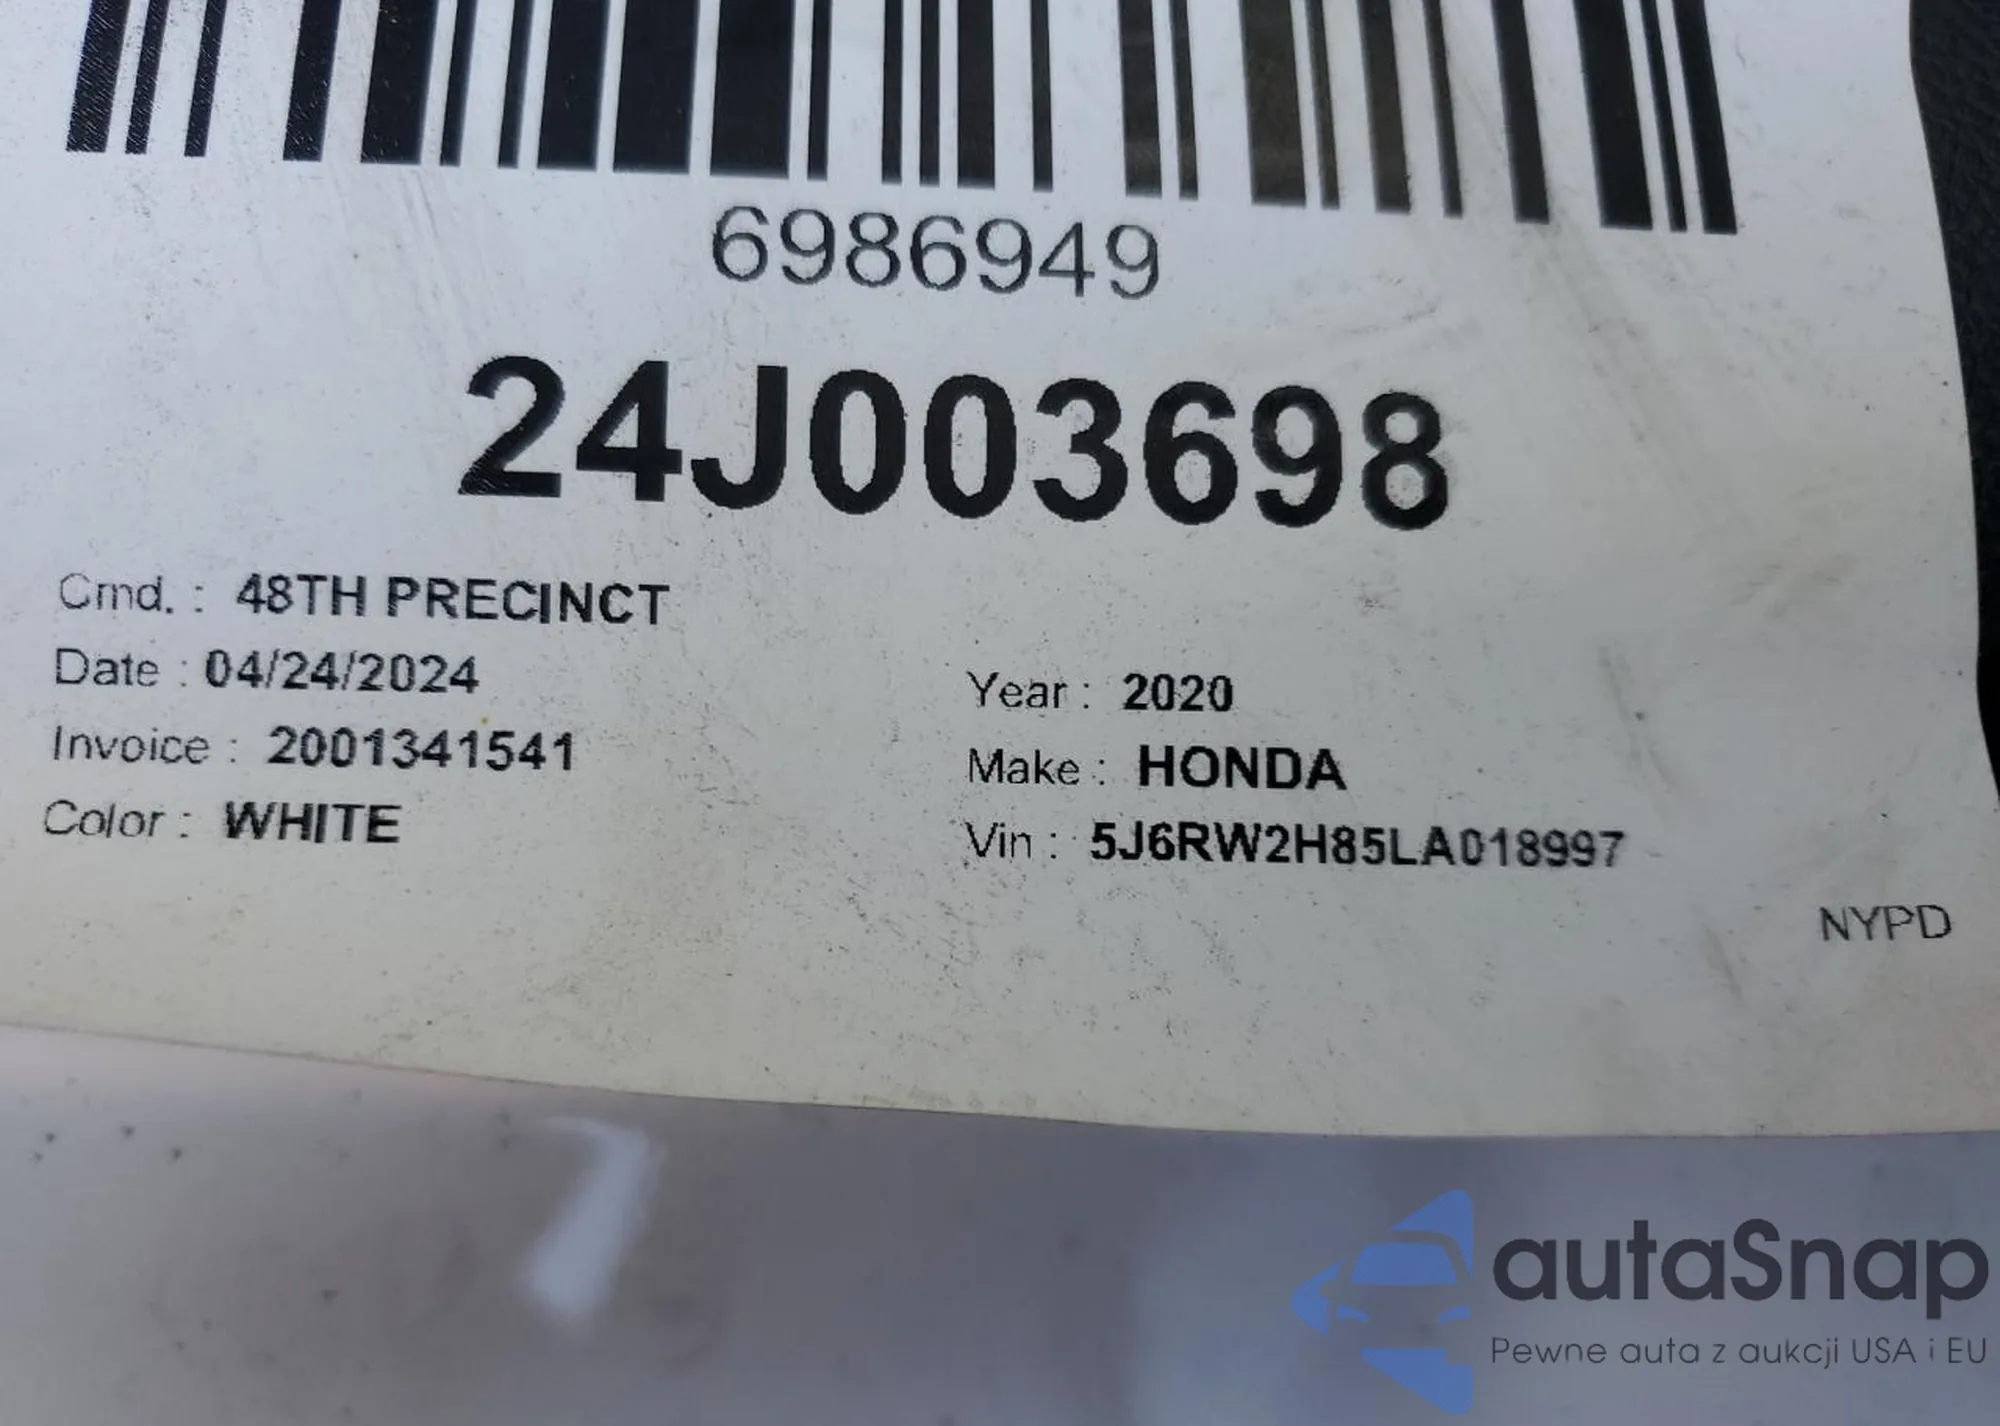 6986949
24J003698
Cmd. : 48TH PRECINCT
Date : 04/24/2024
Invoice : 2001341541
Color : WHITE
Year : 2020
Make : HONDA
Vin : 5J6RW2H85LA018997
NYPD
autaSnap
Pewne auta z aukcji USA i EU